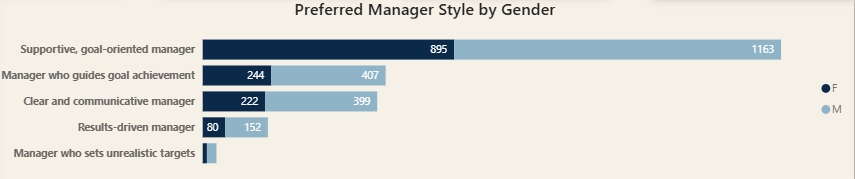 Preferred Manager Style by Gender
Supportive, goal-oriented manager 895 1163
Manager who guides goal achievement 244 407
Clear and communicative manager 222 399
Results-driven manager 80 152
Manager who sets unrealistic targets
F
M